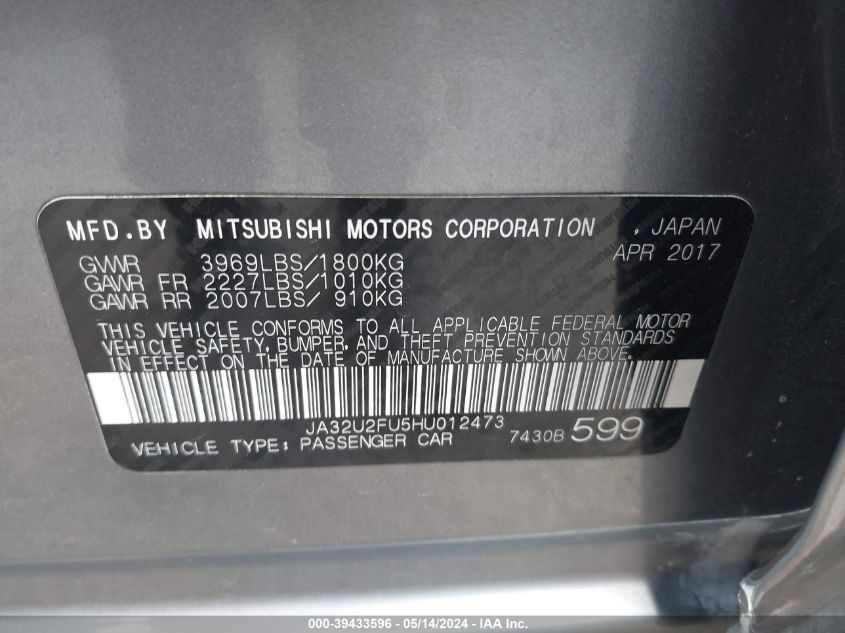 MFD.BY MITSUBISHI MOTORS CORPORATION , JAPAN
GVWR 3969LBS/1800KG APR 2017
GAWR FR 2227LBS/1010KG
GAWR RR 2007LBS/ 910KG
THIS VEHICLE CONFORMS TO ALL APPLICABLE FEDERAL MOTOR
VEHICLE SAFETY, BUMPER, AND THEFT PREVENTION STANDARDS
IN EFFECT ON THE DATE OF MANUFACTURE SHOWN ABOVE.
JA32U2FU5HU012473
VEHICLE TYPE: PASSENGER CAR 7430B 599
000-39433596 - 05/14/2024 - IAA Inc.